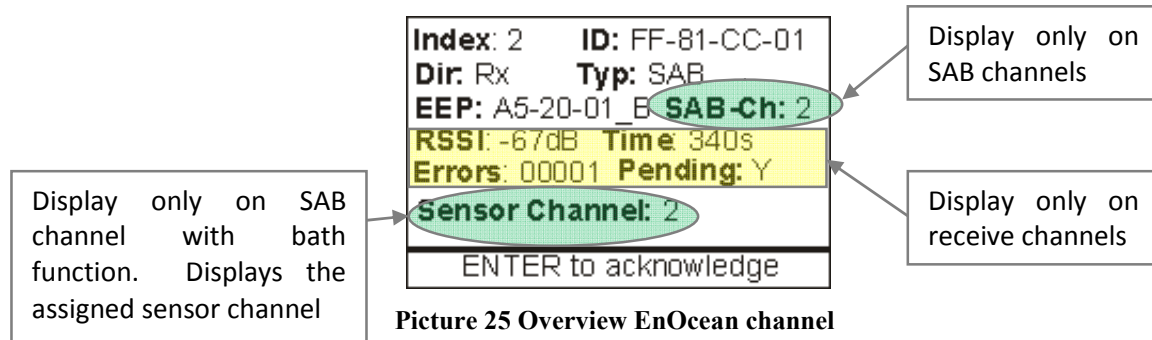 Index: 2 ID: FF-81-CC-01
Dir: Rx Typ: SAB
EEP: A5-20-01_B SAB-Ch: 2
RSSI: -67dB Time: 340s
Errors: 00001 Pending: Y
Sensor Channel: 2
ENTER to acknowledge
Display only on
SAB channels
Display only on
receive channels
Display only on SAB
channel with bath
function. Displays the
assigned sensor channel
Picture 25 Overview EnOcean channel